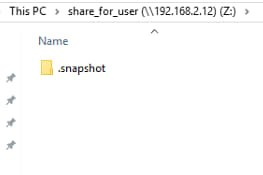 This PC > share_for_user (\\192.168.2.12) (Z:) >
Name
.snapshot